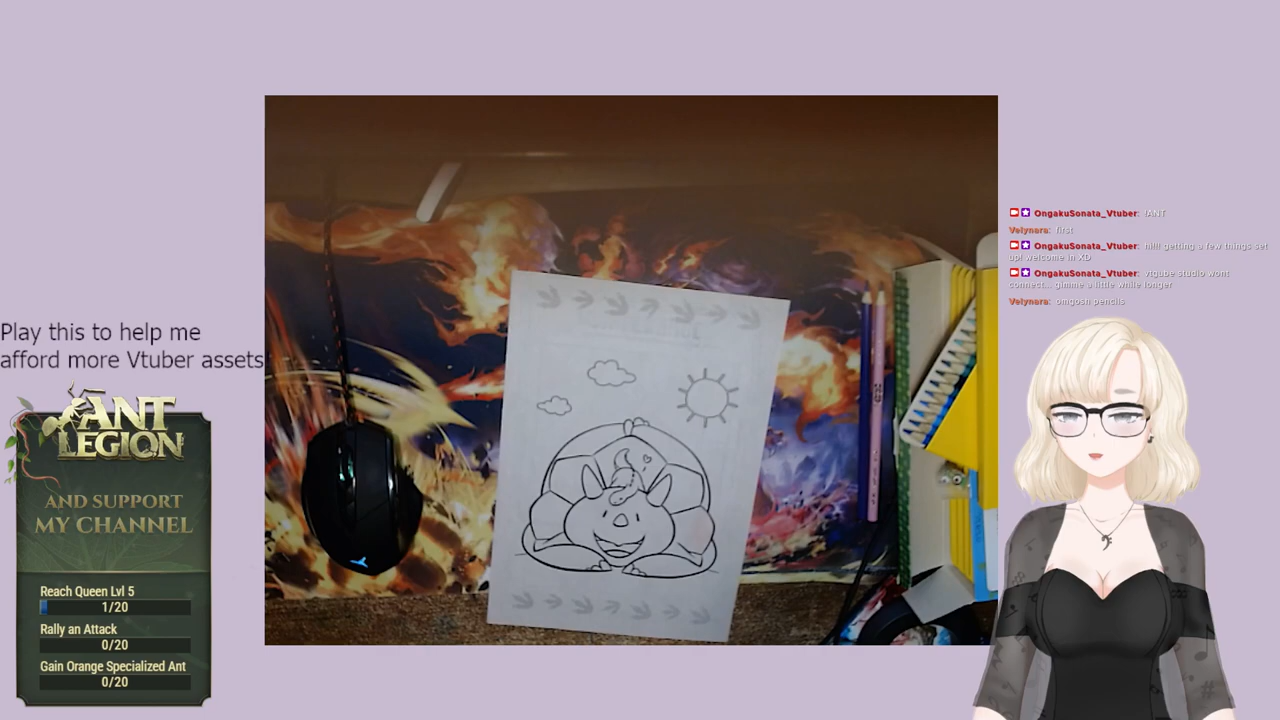 Play this to help me
afford more Vtuber assets
ANT
LEGION
AND SUPPORT
MY CHANNEL
Reach Queen Lvl 5
1/20
Rally an Attack
0/20
Gain Orange Specialized Ant
0/20
OngakuSonata_Vtuber: !ANT
Velynara: first
OngakuSonata_Vtuber: hi!!! getting a few things set
up! welcome in XD
OngakuSonata_Vtuber: vtgube studio wont
connect... gimme a little while longer
Velynara: omgosh pencils